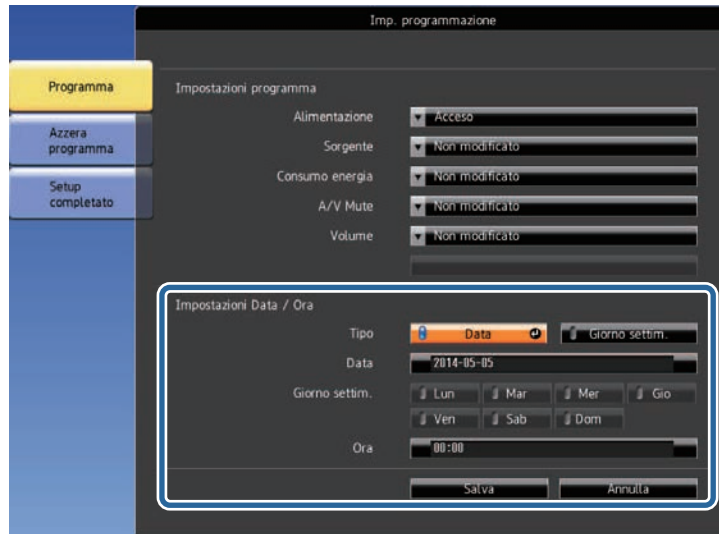 Imp. programmazione
Programma
Azzera
programma
Setup
completato
Impostazioni programma
Alimentazione Acceso
Sorgente Non modificato
Consumo energia Non modificato
A/V Mute Non modificato
Volume Non modificato
Impostazioni Data / Ora
Tipo Data Giorno settim.
Data 2014-05-05
Giorno settim. Lun Mar Mer Gio
Ven Sab Dom
Ora 00:00
Salva Annulla